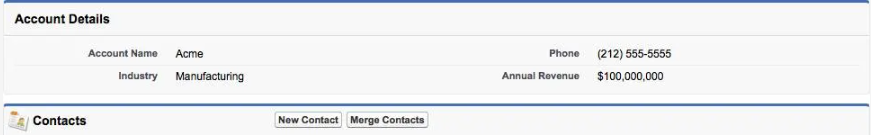 Account Details
Account Name Acme Phone (212) 555-5555
Industry Manufacturing Annual Revenue $100,000,000
Contacts New Contact Merge Contacts